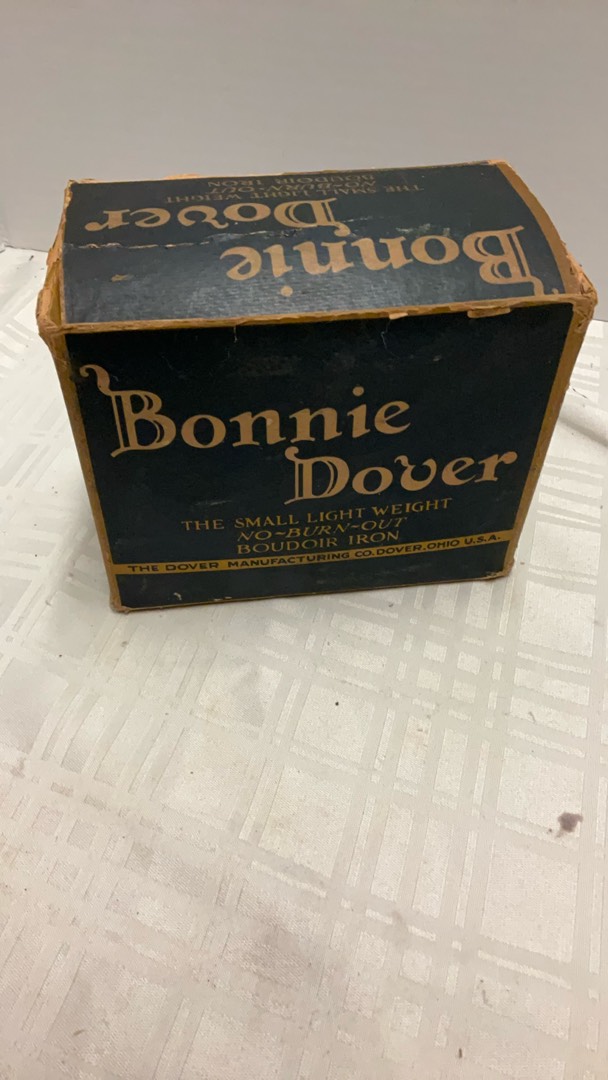 THE SMALL LIGHT WEIGHT
NO-BURN-OUT
BOUDOIR IRON
Bonnie
Dover
Bonnie
Dover
THE SMALL LIGHT WEIGHT
NO-BURN-OUT
BOUDOIR IRON
THE DOVER MANUFACTURING CO. DOVER, OHIO U.S.A.